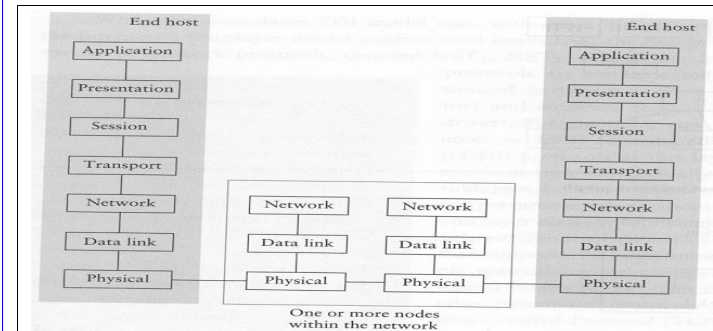 End host
Application
Presentation
Session
Transport
Network
Data link
Physical
Network
Data link
Physical
Network
Data link
Physical
One or more nodes
within the network
End host
Application
Presentation
Session
Transport
Network
Data link
Physical